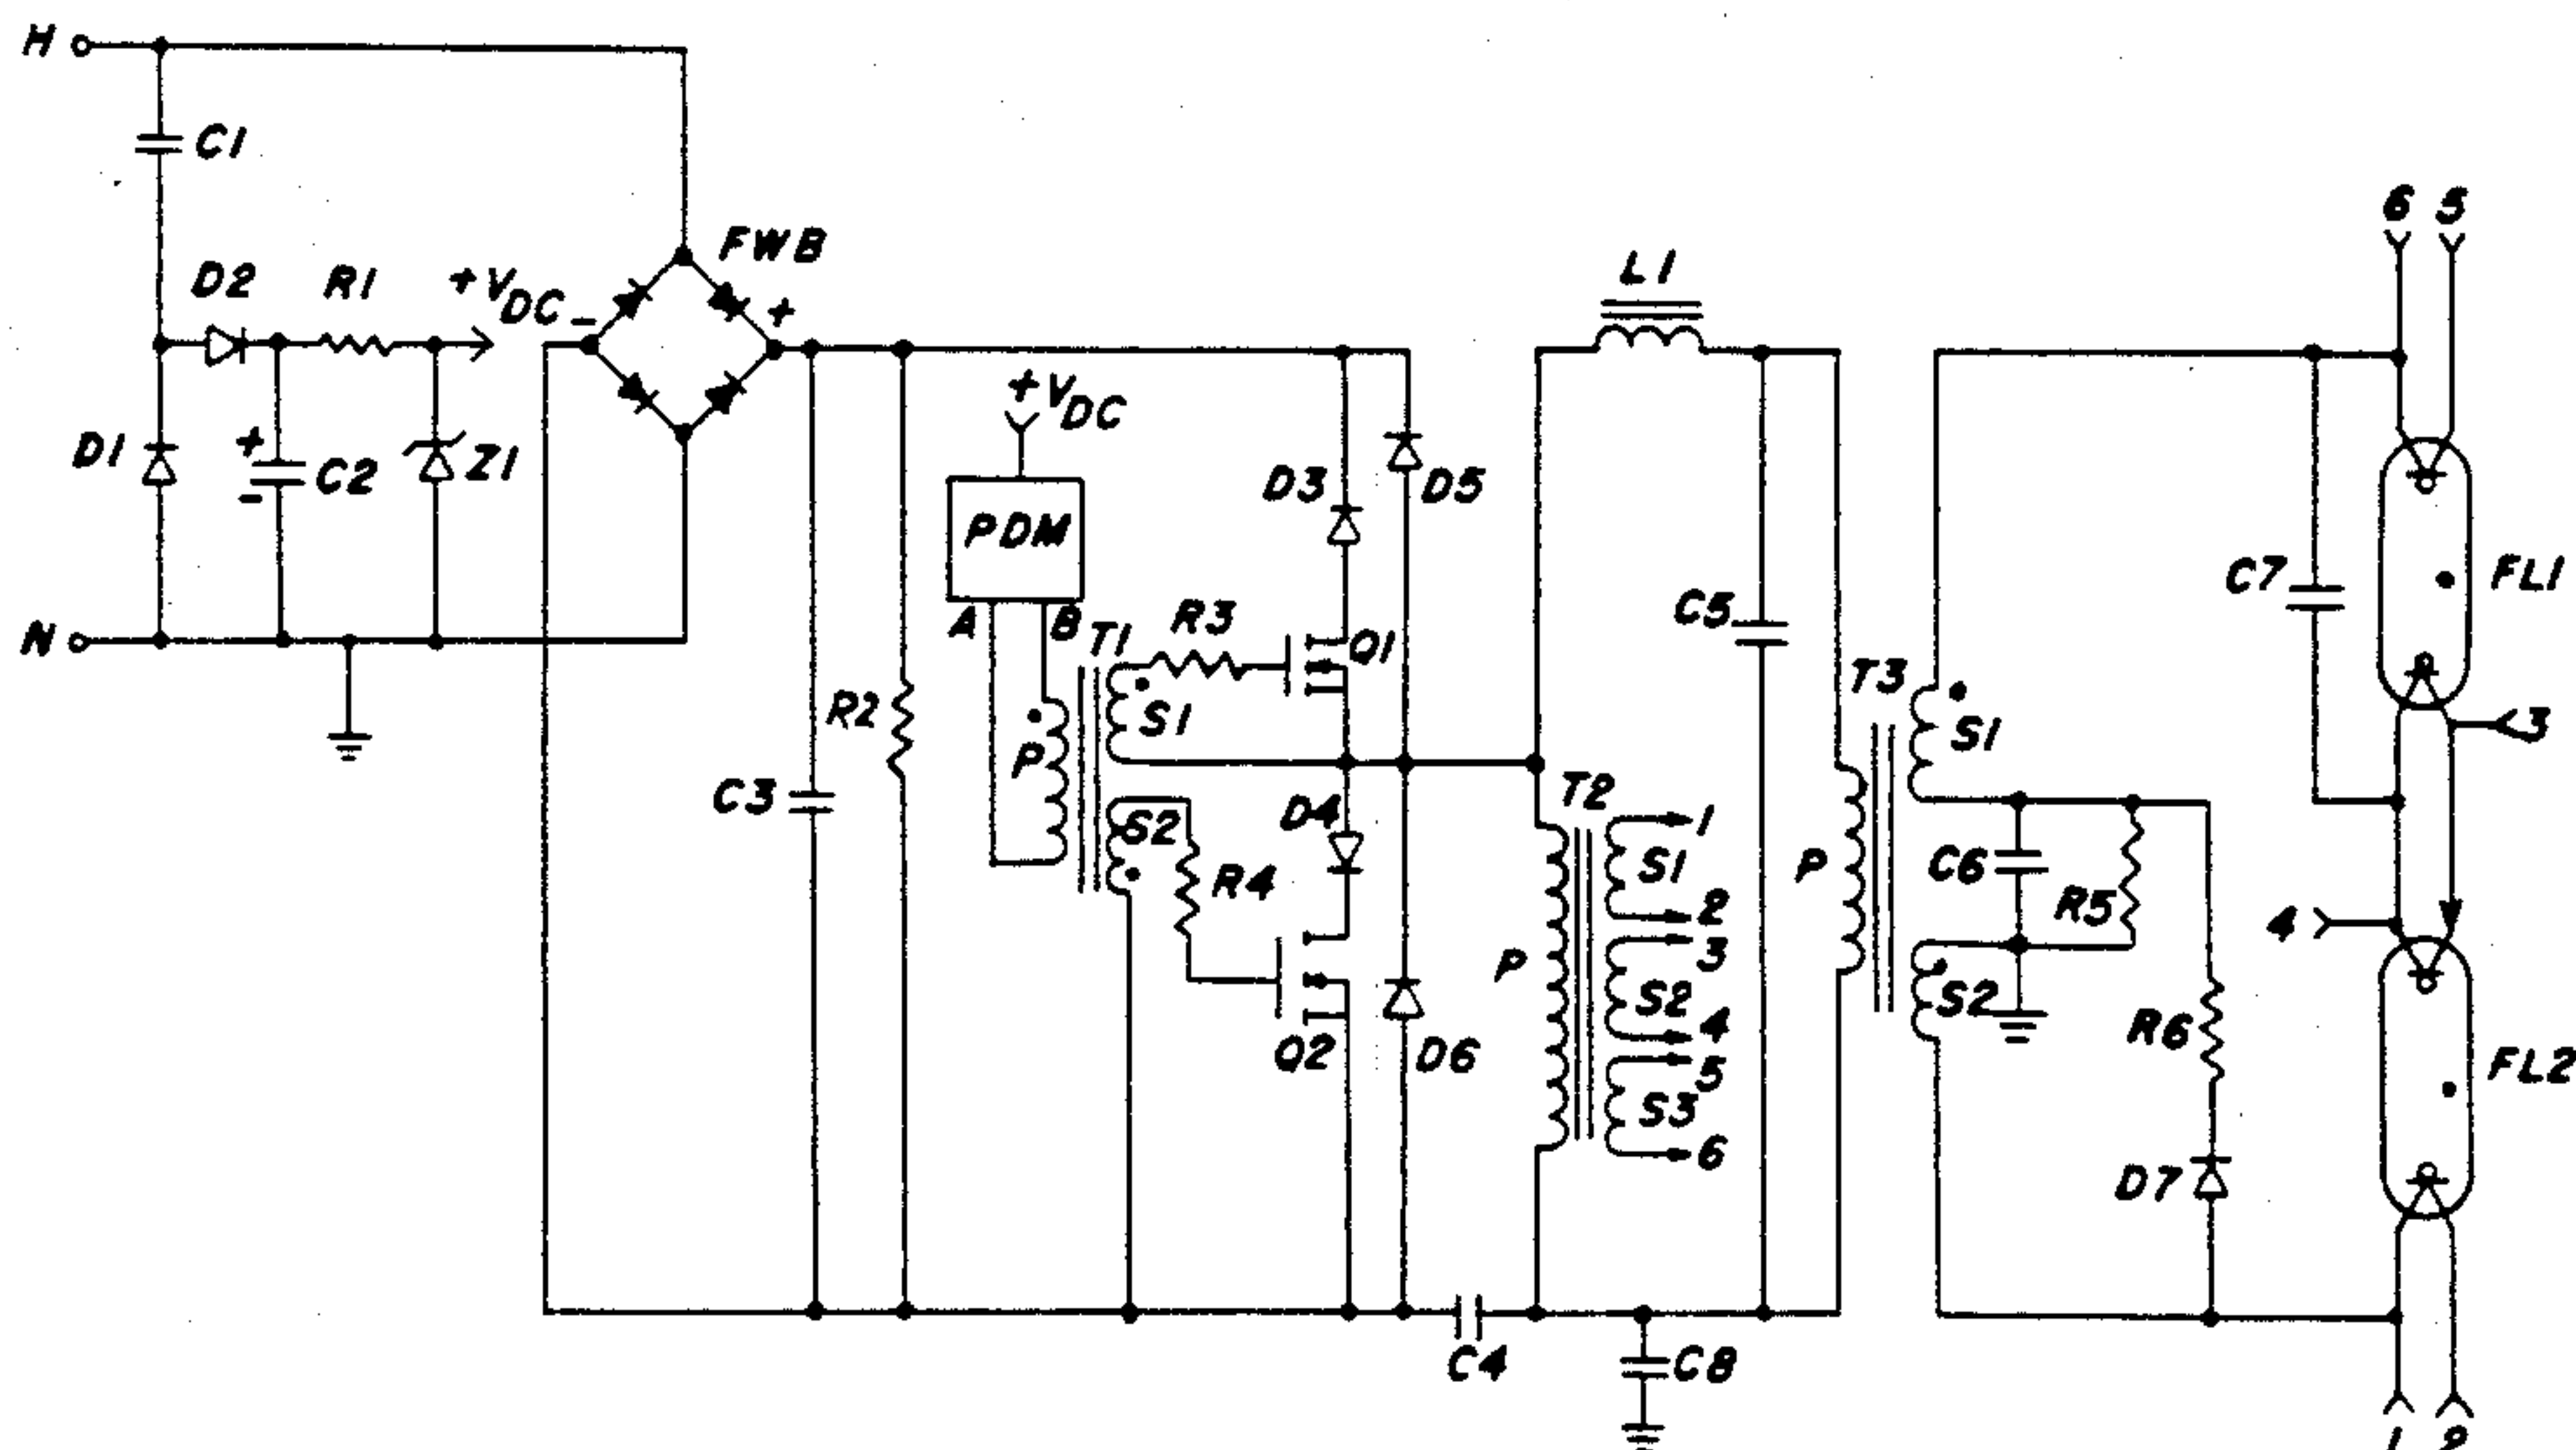 H
C1
D2
R1
+VDC
-
FWB
+
D1
+
-
C2
Z1
N
+VDC
PDM
A
B
T1
R3
Q1
P
S1
S2
R4
Q2
C3
R2
D3
D5
D4
D6
L1
C5
T2
P
S1
S2
S3
1
2
3
4
5
6
C4
C8
T3
P
S1
S2
C6
R5
R6
D7
6 5
C7
FL1
3
4
FL2
1 2